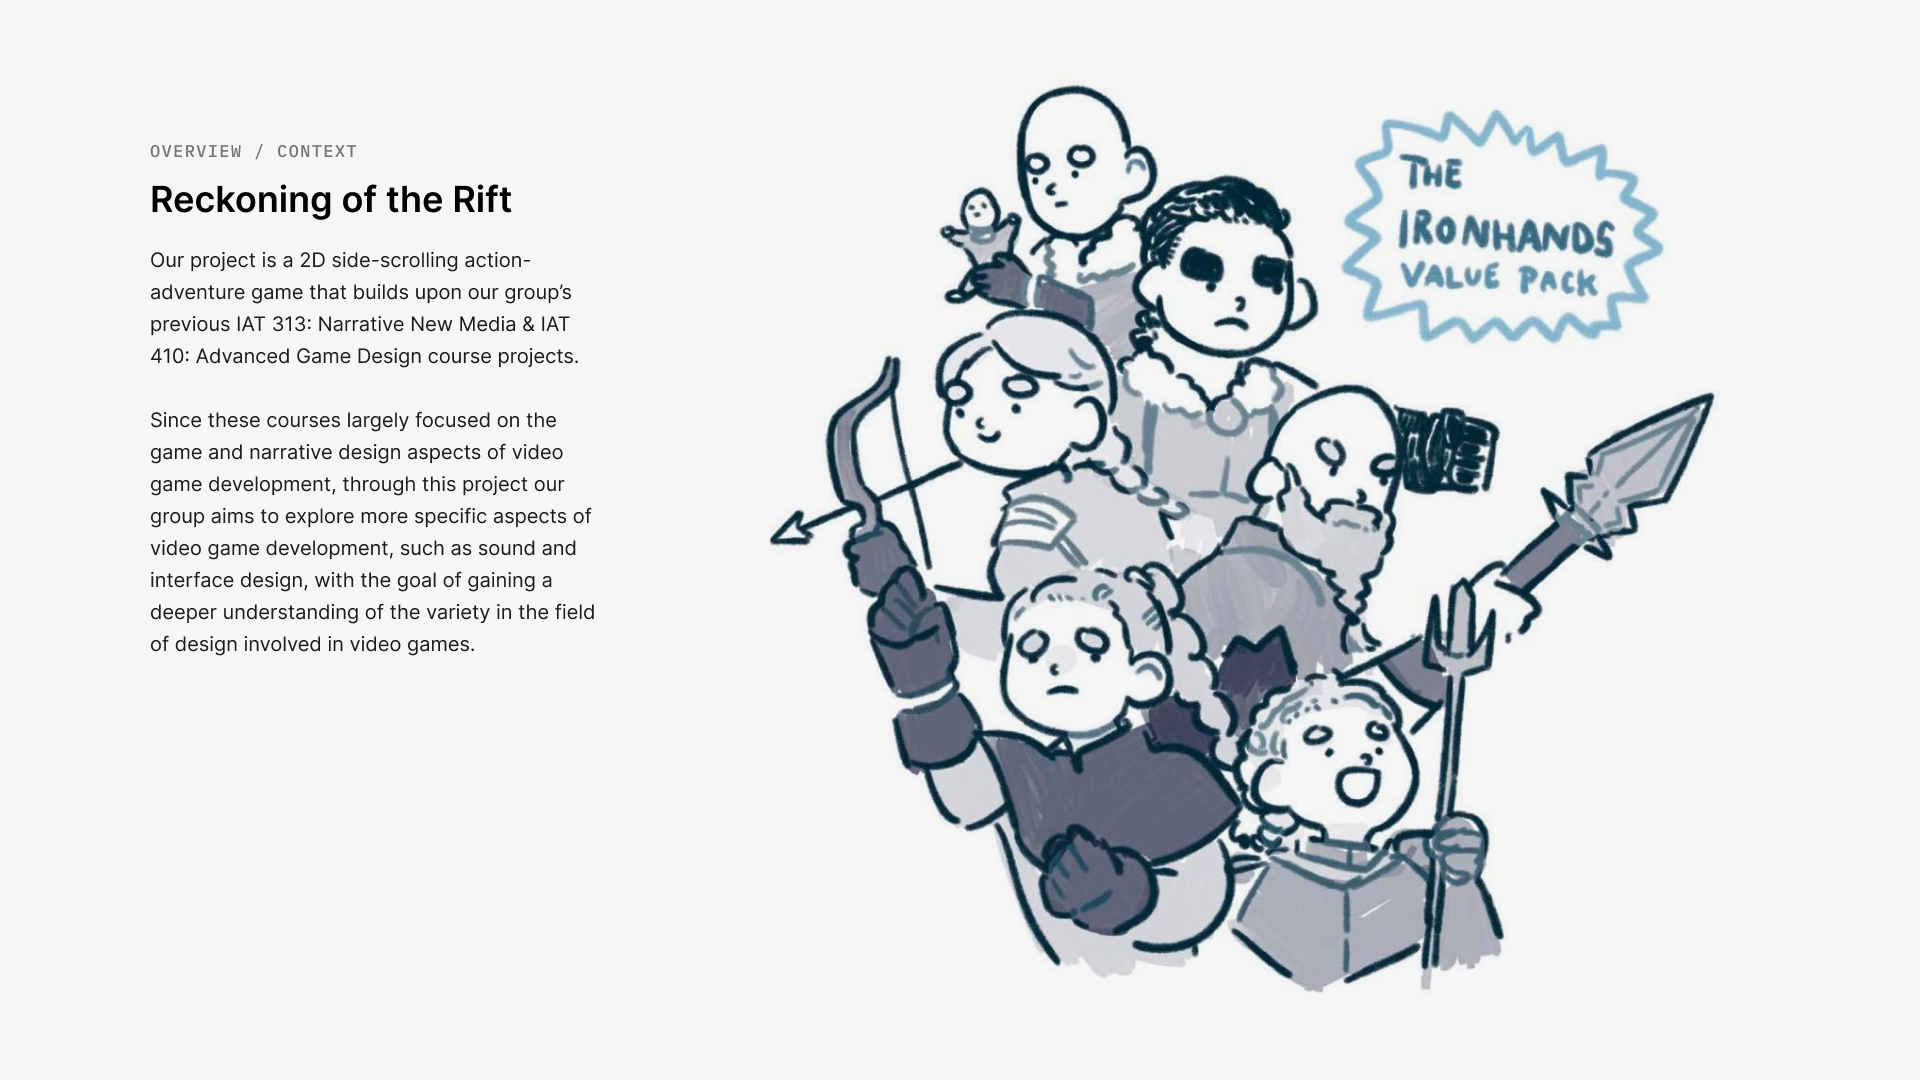 OVERVIEW / CONTEXT
Reckoning of the Rift
Our project is a 2D side-scrolling action-
adventure game that builds upon our group’s
previous IAT 313: Narrative New Media & IAT
410: Advanced Game Design course projects.
Since these courses largely focused on the
game and narrative design aspects of video
game development, through this project our
group aims to explore more specific aspects of
video game development, such as sound and
interface design, with the goal of gaining a
deeper understanding of the variety in the field
of design involved in video games.
THE
IRONHANDS
VALUE PACK